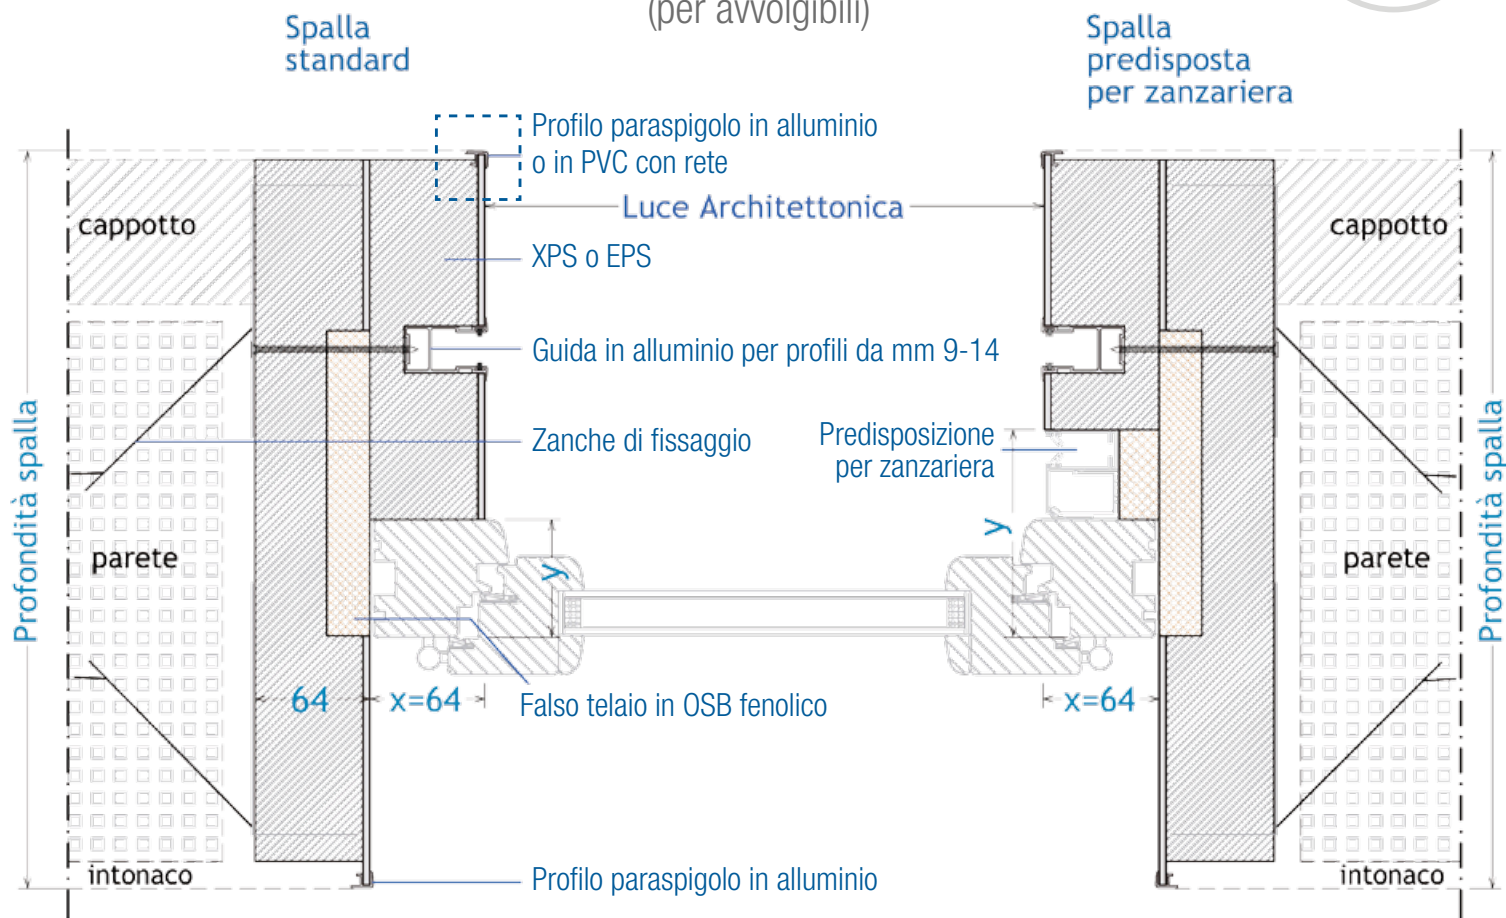 (per avvolgibili)
Spalla
standard
Spalla
predisposta
per zanzariera
Profilo paraspigolo in alluminio
o in PVC con rete
Luce Architettonica
cappotto
cappotto
XPS o EPS
Guida in alluminio per profili da mm 9-14
Zanche di fissaggio
Predisposizione
per zanzariera
Profondità spalla
Profondità spalla
parete
parete
y
y
64
x=64
x=64
Falso telaio in OSB fenolico
intonaco
Profilo paraspigolo in alluminio
intonaco